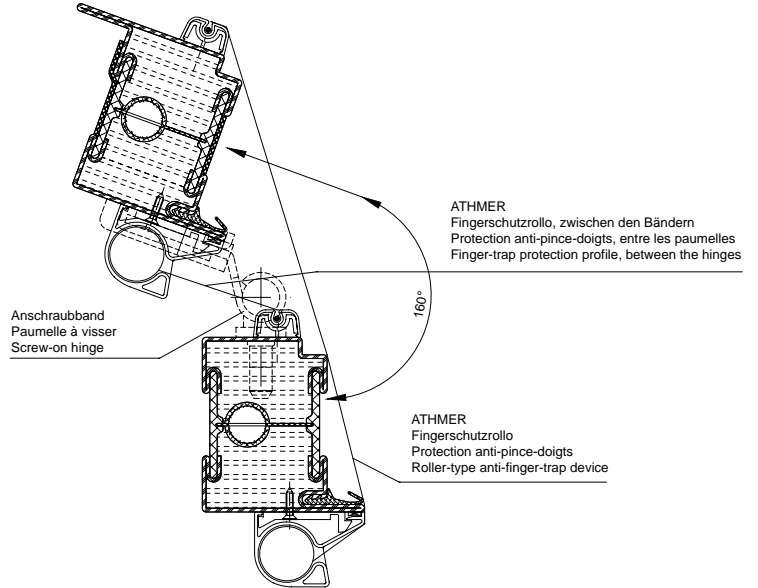 ATHMER
Fingerschutzrollo, zwischen den Bändern
Protection anti-pince-doigts, entre les paumelles
Finger-trap protection profile, between the hinges
160°
Anschraubband
Paumelle à visser
Screw-on hinge
ATHMER
Fingerschutzrollo
Protection anti-pince-doigts
Roller-type anti-finger-trap device